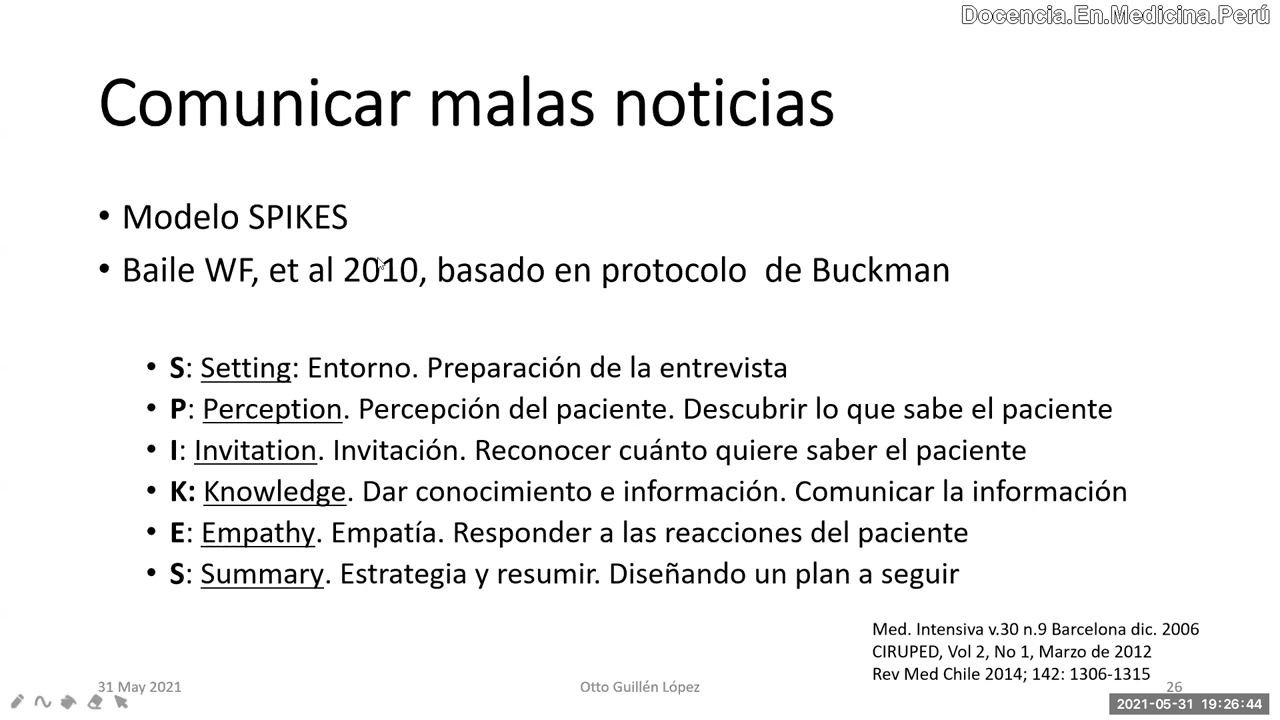 Docencia.En.Medicina.Perú
Comunicar malas noticias
• Modelo SPIKES
• Baile WF, et al 2010, basado en protocolo  de Buckman
• S: Setting: Entorno. Preparación de la entrevista
• P: Perception. Percepción del paciente. Descubrir lo que sabe el paciente
• I: Invitation. Invitación. Reconocer cuánto quiere saber el paciente
• K: Knowledge. Dar conocimiento e información. Comunicar la información
• E: Empathy. Empatía. Responder a las reacciones del paciente
• S: Summary. Estrategia y resumir. Diseñando un plan a seguir
Med. Intensiva v.30 n.9 Barcelona dic. 2006
CIRUPED, Vol 2, No 1, Marzo de 2012
Rev Med Chile 2014; 142: 1306-1315
31 May 2021
Otto Guillén López
26
2021-05-31 19:26:44